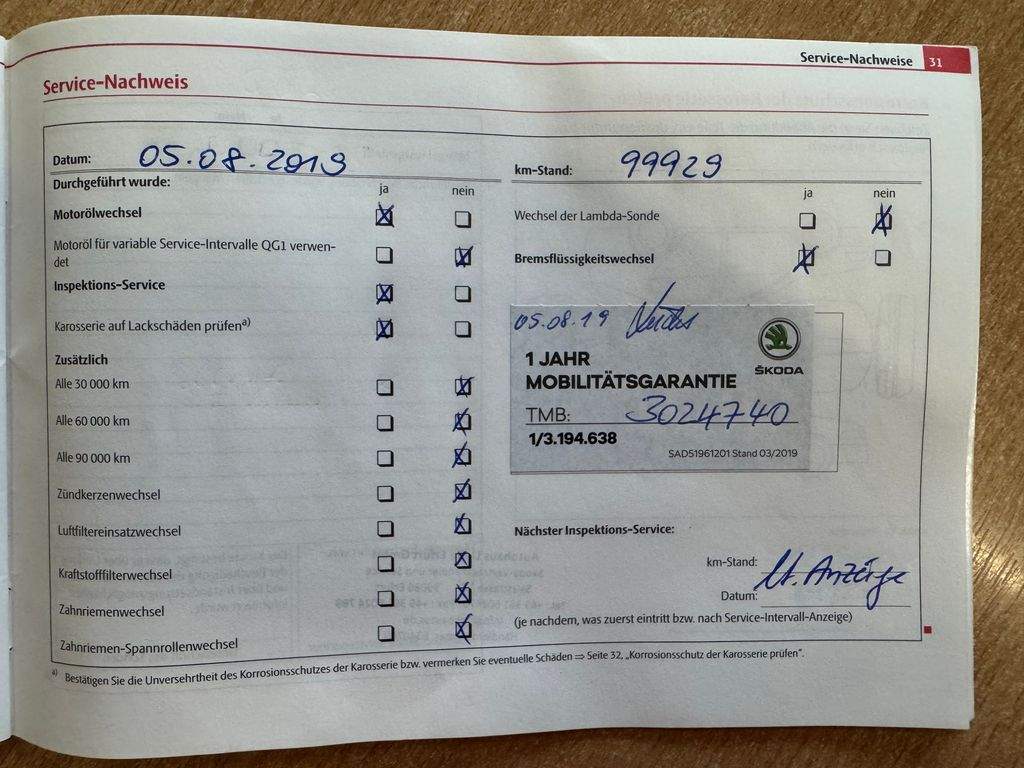 Service-Nachweise 31
Service-Nachweis
Datum: 05.08.2019
km-Stand: 99929
Durchgeführt wurde:
ja nein
ja nein
Motorölwechsel
Motoröl für variable Service-Intervalle QG1 verwen-
det
Inspektions-Service
Karosserie auf Lackschäden prüfen a)
Zusätzlich
Alle 30 000 km
Alle 60 000 km
Alle 90 000 km
Zündkerzenwechsel
Luftfiltereinsatzwechsel
Kraftstofffilterwechsel
Zahnriemenwechsel
Zahnriemen-Spannrollenwechsel
Wechsel der Lambda-Sonde
Bremsflüssigkeitswechsel
05.08.19
ŠKODA
1 JAHR
MOBILITÄTSGARANTIE
TMB: 3024740
1/3.194.638
SAD51961201 Stand 03/2019
Nächster Inspektions-Service:
km-Stand:
lt. Anzeige
Datum:
(je nachdem, was zuerst eintritt bzw. nach Service-Intervall-Anzeige)
a) Bestätigen Sie die Unversehrtheit des Korrosionsschutzes der Karosserie bzw. vermerken Sie eventuelle Schäden ⇒ Seite 32, „Korrosionsschutz der Karosserie prüfen“.